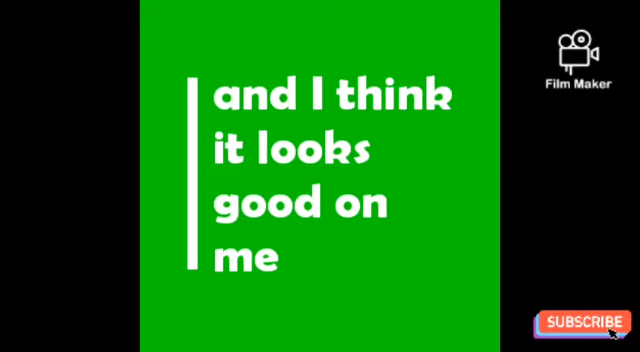 and I think
it looks
good on
me
Film Maker
SUBSCRIBE